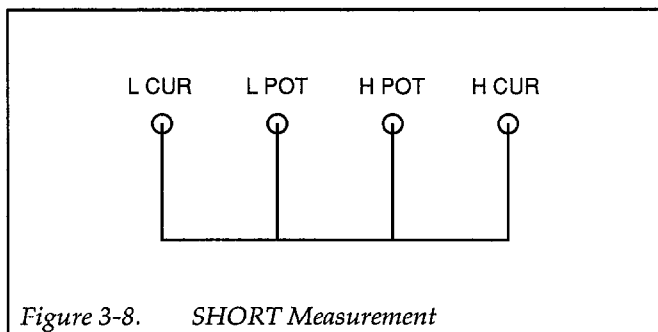 L CUR L POT H POT H CUR
Figure 3-8. SHORT Measurement